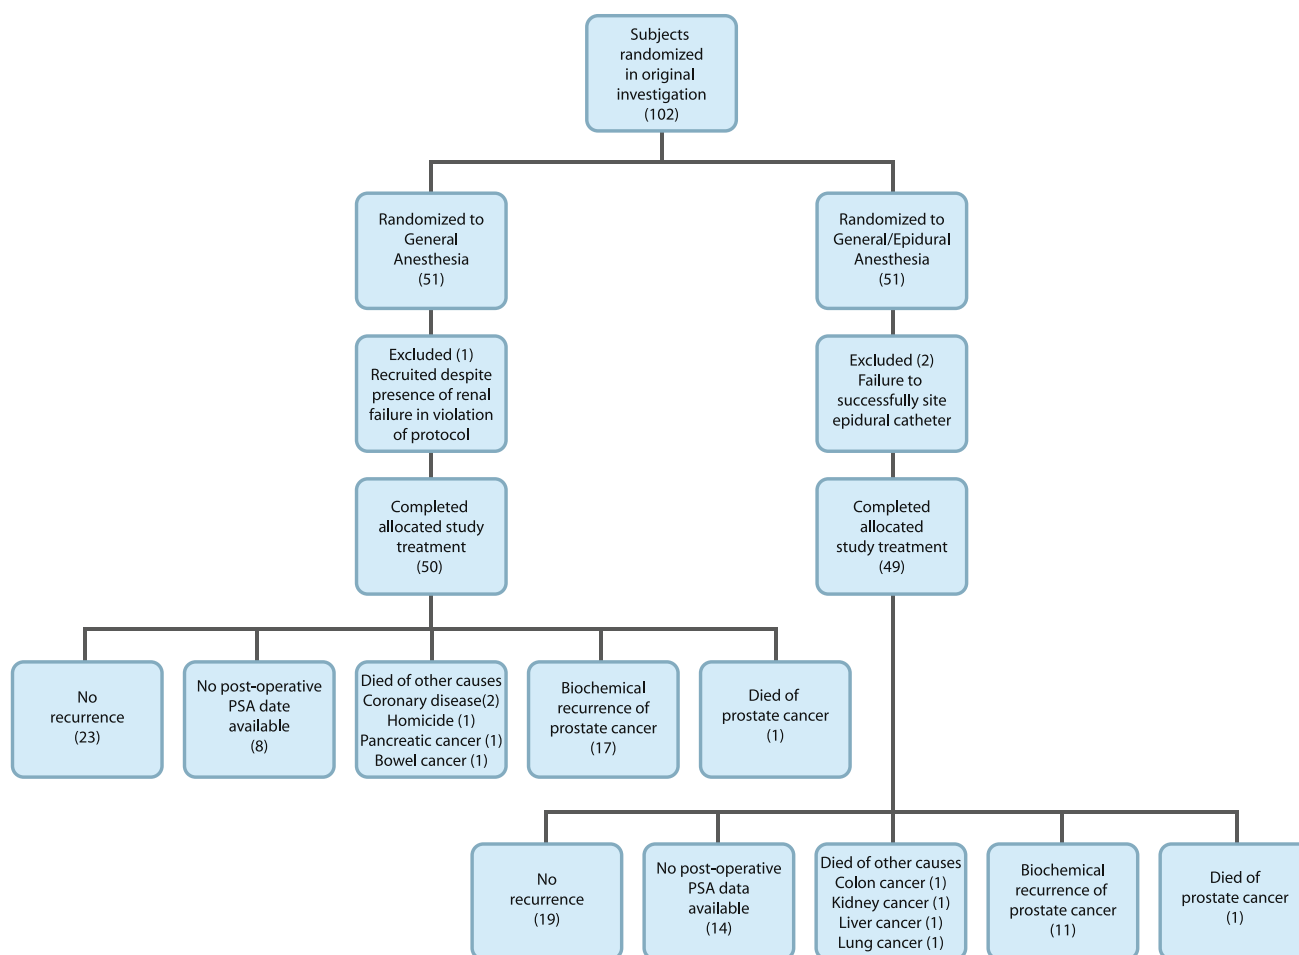 Subjects
randomized
in original
investigation
(102)
Randomized to
General
Anesthesia
(51)
Randomized to
General/Epidural
Anesthesia
(51)
Excluded (1)
Recruited despite
presence of renal
failure in violation
of protocol
Excluded (2)
Failure to
successfully site
epidural catheter
Completed
allocated study
treatment
(50)
Completed
allocated
study treatment
(49)
No
recurrence
(23)
No post-operative
PSA date
available
(8)
Died of other causes
Coronary disease(2)
Homicide (1)
Pancreatic cancer (1)
Bowel cancer (1)
Biochemical
recurrence of
prostate cancer
(17)
Died of
prostate cancer
(1)
No
recurrence
(19)
No post-operative
PSA data
available
(14)
Died of other causes
Colon cancer (1)
Kidney cancer (1)
Liver cancer (1)
Lung cancer (1)
Biochemical
recurrence of
prostate cancer
(11)
Died of
prostate cancer
(1)